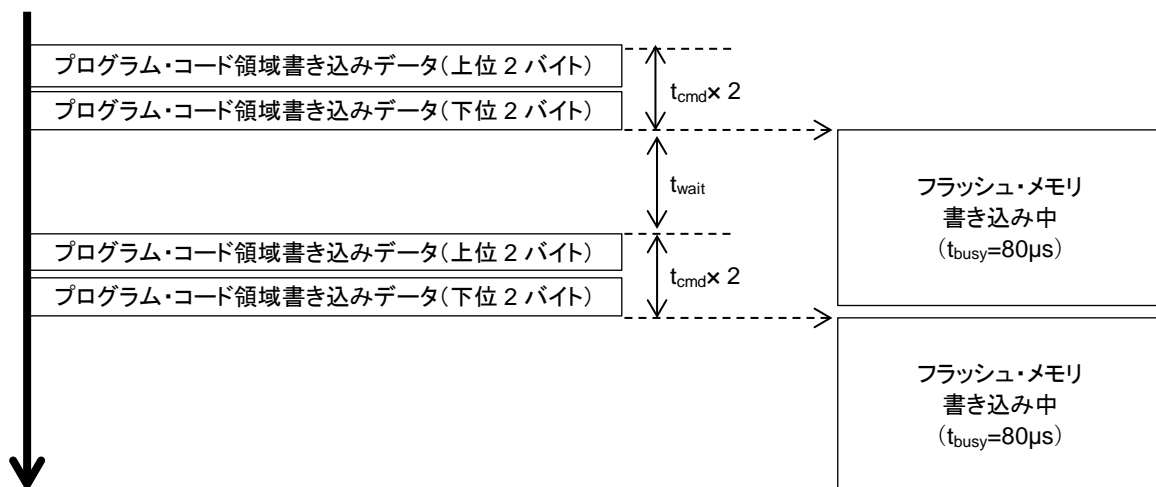 プログラム・コード領域書き込みデータ(上位 2 バイト)
プログラム・コード領域書き込みデータ(下位 2 バイト)
tcmd× 2
twait
フラッシュ・メモリ
書き込み中
(tbusy=80µs)
プログラム・コード領域書き込みデータ(上位 2 バイト)
プログラム・コード領域書き込みデータ(下位 2 バイト)
tcmd× 2
フラッシュ・メモリ
書き込み中
(tbusy=80µs)